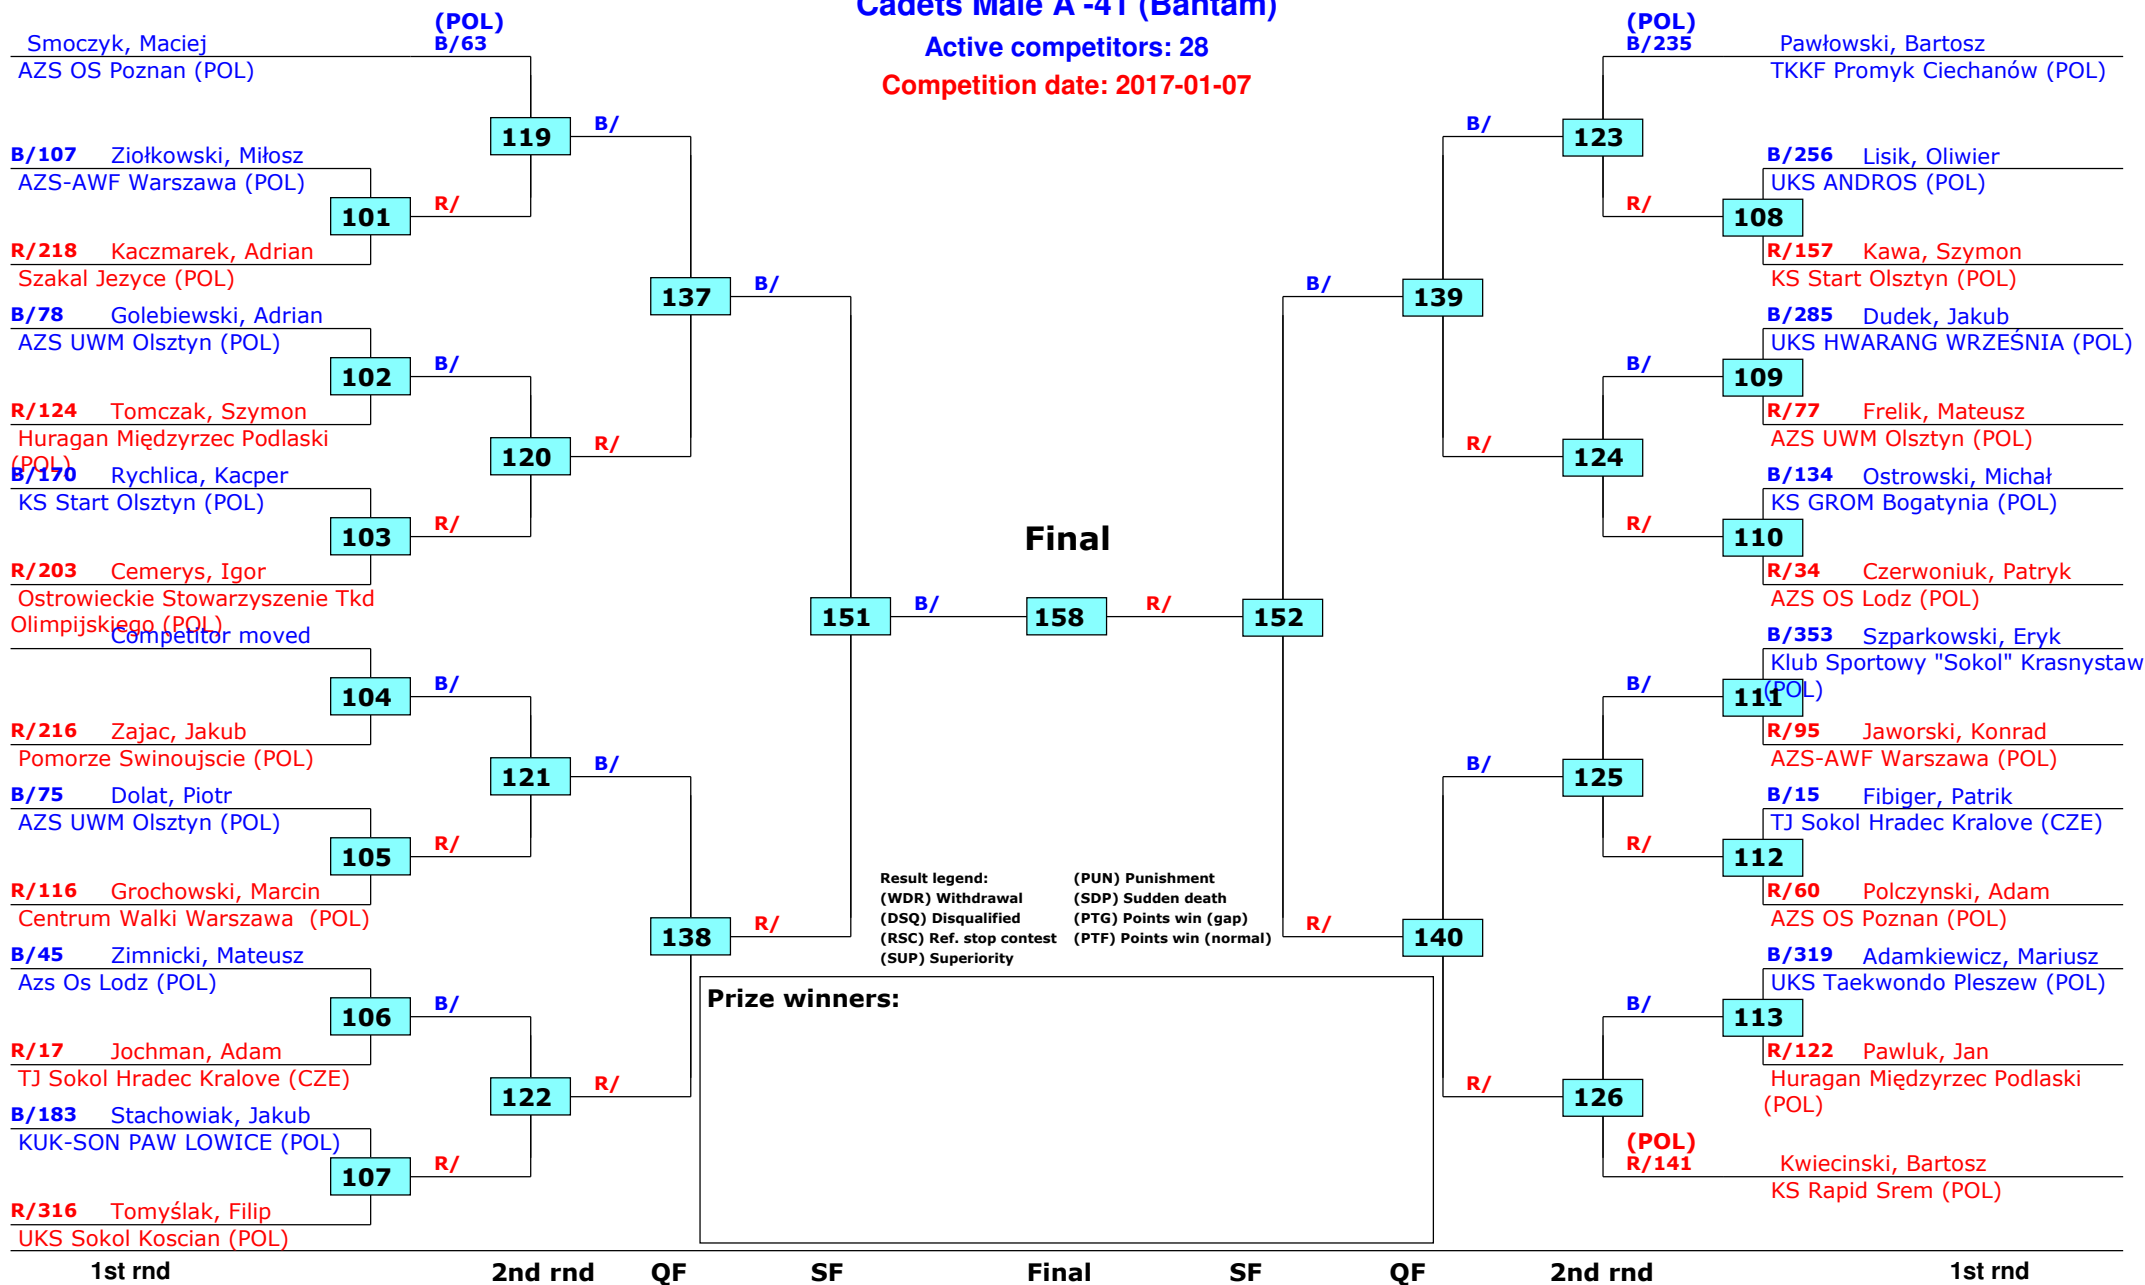 Cadets Male A -41 (Bantam)
Active competitors: 28
Competition date: 2017-01-07
(POL)
B/63
Smoczyk, Maciej
AZS OS Poznan (POL)
119
B/
B/107 Ziołkowski, Miłosz
AZS-AWF Warszawa (POL)
101
R/
R/218 Kaczmarek, Adrian
Szakal Jezyce (POL)
137
B/
B/78 Golebiewski, Adrian
AZS UWM Olsztyn (POL)
102
B/
R/124 Tomczak, Szymon
Huragan Międzyrzec Podlaski
(POL)
120
R/
B/170 Rychlica, Kacper
KS Start Olsztyn (POL)
103
R/
R/203 Cemerys, Igor
Ostrowieckie Stowarzyszenie Tkd
Olimpijskiego (POL)
Competitor moved
104
B/
R/216 Zajac, Jakub
Pomorze Swinoujscie (POL)
121
B/
B/75 Dolat, Piotr
AZS UWM Olsztyn (POL)
105
R/
R/116 Grochowski, Marcin
Centrum Walki Warszawa (POL)
138
R/
B/45 Zimnicki, Mateusz
Azs Os Lodz (POL)
106
B/
R/17 Jochman, Adam
TJ Sokol Hradec Kralove (CZE)
122
R/
B/183 Stachowiak, Jakub
KUK-SON PAW LOWICE (POL)
107
R/
R/316 Tomyślak, Filip
UKS Sokol Koscian (POL)
Final
151
B/
158
R/
152
(POL)
B/235
Pawłowski, Bartosz
TKKF Promyk Ciechanów (POL)
B/
123
B/256 Lisik, Oliwier
UKS ANDROS (POL)
R/
108
R/157 Kawa, Szymon
KS Start Olsztyn (POL)
B/
139
B/285 Dudek, Jakub
UKS HWARANG WRZEŚNIA (POL)
B/
109
R/77 Frelik, Mateusz
AZS UWM Olsztyn (POL)
R/
124
B/134 Ostrowski, Michał
KS GROM Bogatynia (POL)
R/
110
R/34 Czerwoniuk, Patryk
AZS OS Lodz (POL)
B/353 Szparkowski, Eryk
Klub Sportowy "Sokol" Krasnystaw
(POL)
B/
111
R/95 Jaworski, Konrad
AZS-AWF Warszawa (POL)
B/
125
B/15 Fibiger, Patrik
TJ Sokol Hradec Kralove (CZE)
R/
112
R/60 Polczynski, Adam
AZS OS Poznan (POL)
R/
140
B/319 Adamkiewicz, Mariusz
UKS Taekwondo Pleszew (POL)
B/
113
R/122 Pawluk, Jan
Huragan Międzyrzec Podlaski
(POL)
R/
126
(POL)
R/141
Kwiecinski, Bartosz
KS Rapid Srem (POL)
Result legend: (PUN) Punishment
(WDR) Withdrawal (SDP) Sudden death
(DSQ) Disqualified (PTG) Points win (gap)
(RSC) Ref. stop contest (PTF) Points win (normal)
(SUP) Superiority
Prize winners:
1st rnd 2nd rnd QF SF Final SF QF 2nd rnd 1st rnd